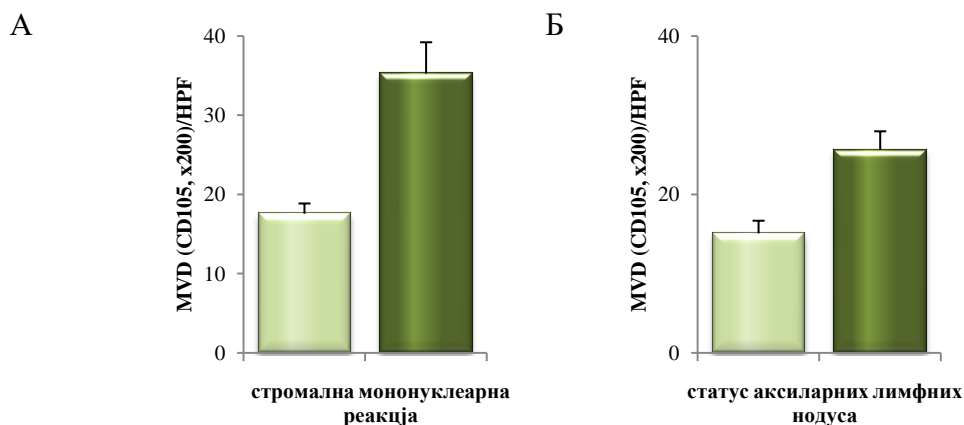 А
Б
40
30
20
10
0
MVD (CD105, x200)/HPF
стромална мононуклеарна
реакцја
40
20
0
MVD (CD105, x200)/HPF
статус аксиларних лимфних
нодуса